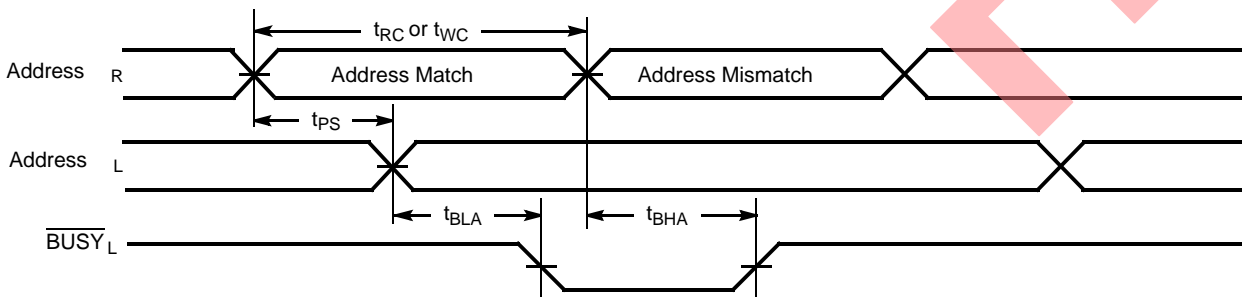 tRC or tWC
Address R
Address Match
Address Mismatch
tPS
Address L
tBLA
tBHA
BUSYL